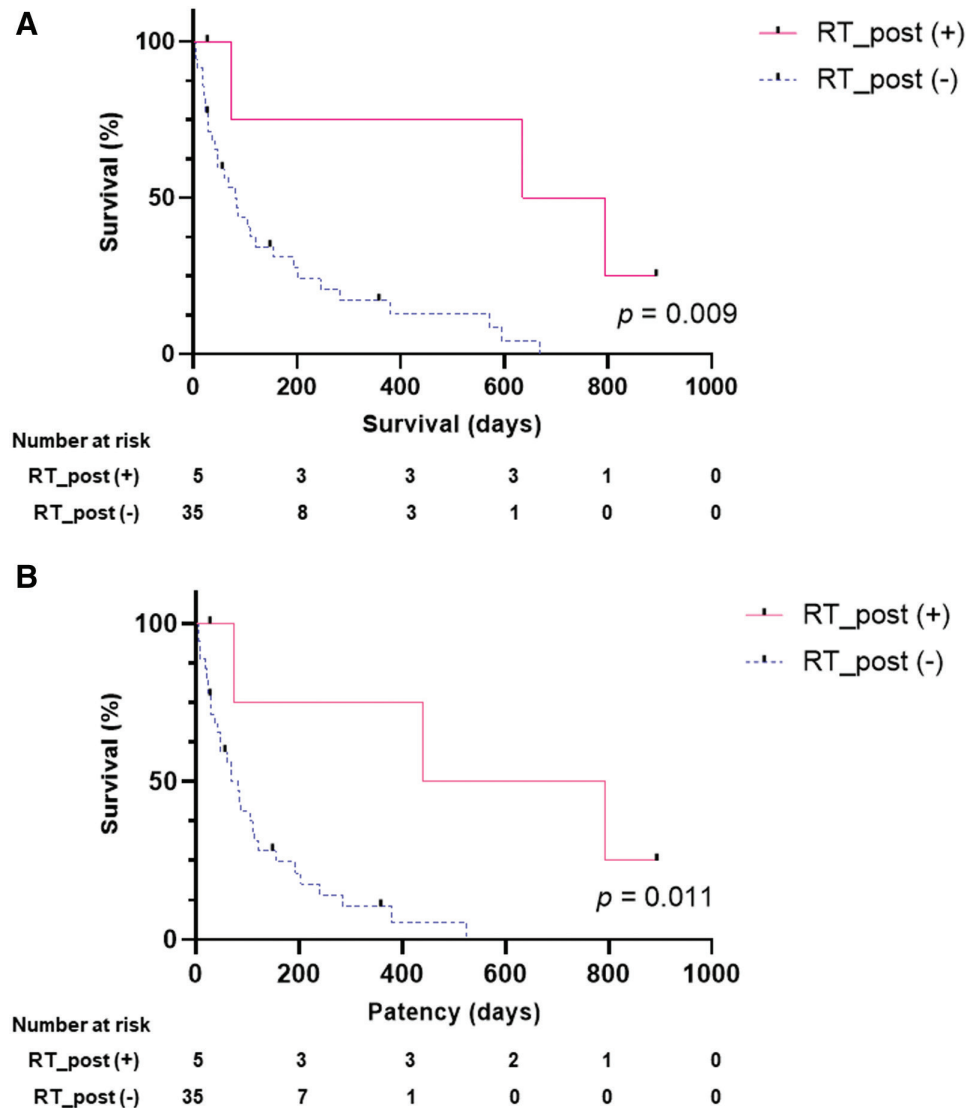 A
RT_post (+)
RT_post (-)
100
50
0
Survival (%)
0 200 400 600 800 1000
Survival (days)
p = 0.009
Number at risk
RT_post (+) 5 3 3 3 1 0
RT_post (-) 35 8 3 1 0 0
B
RT_post (+)
RT_post (-)
100
50
0
Survival (%)
0 200 400 600 800 1000
Patency (days)
p = 0.011
Number at risk
RT_post (+) 5 3 3 2 1 0
RT_post (-) 35 7 1 0 0 0